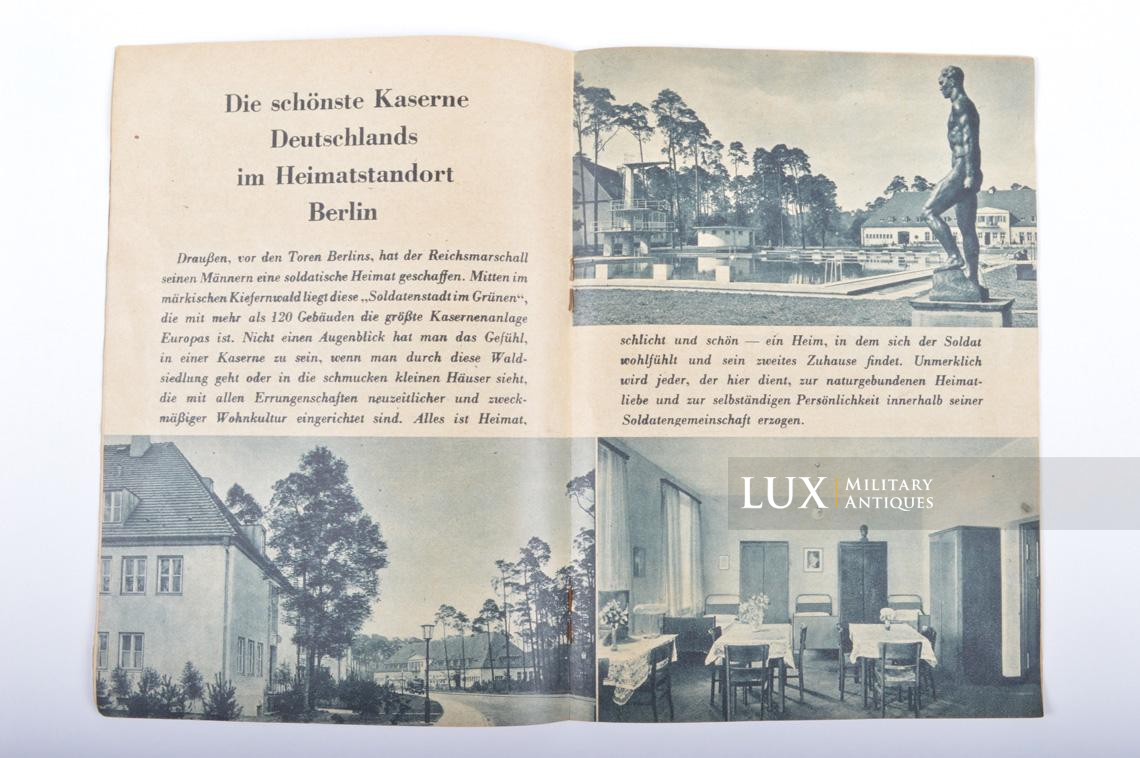 Die schönste Kaserne
Deutschlands
im Heimatstandort
Berlin
Draußen, vor den Toren Berlins, hat der Reichsmarschall
seinen Männern eine soldatische Heimat geschaffen. Mitten im
märkischen Kiefernwald liegt diese „Soldatenstadt im Grünen“,
die mit mehr als 120 Gebäuden die größte Kasernenanlage
Europas ist. Nicht einen Augenblick hat man das Gefühl,
in einer Kaserne zu sein, wenn man durch diese Wald-
siedlung geht oder in die schmucken kleinen Häuser sieht,
die mit allen Errungenschaften neuzeitlicher und zweck-
mäßiger Wohnkultur eingerichtet sind. Alles ist Heimat,
schlicht und schön — ein Heim, in dem sich der Soldat
wohlfühlt und sein zweites Zuhause findet. Unmerklich
wird jeder, der hier dient, zur naturgebundenen Heimat-
liebe und zur selbständigen Persönlichkeit innerhalb seiner
Soldatengemeinschaft erzogen.
LUX MILITARY
ANTIQUES